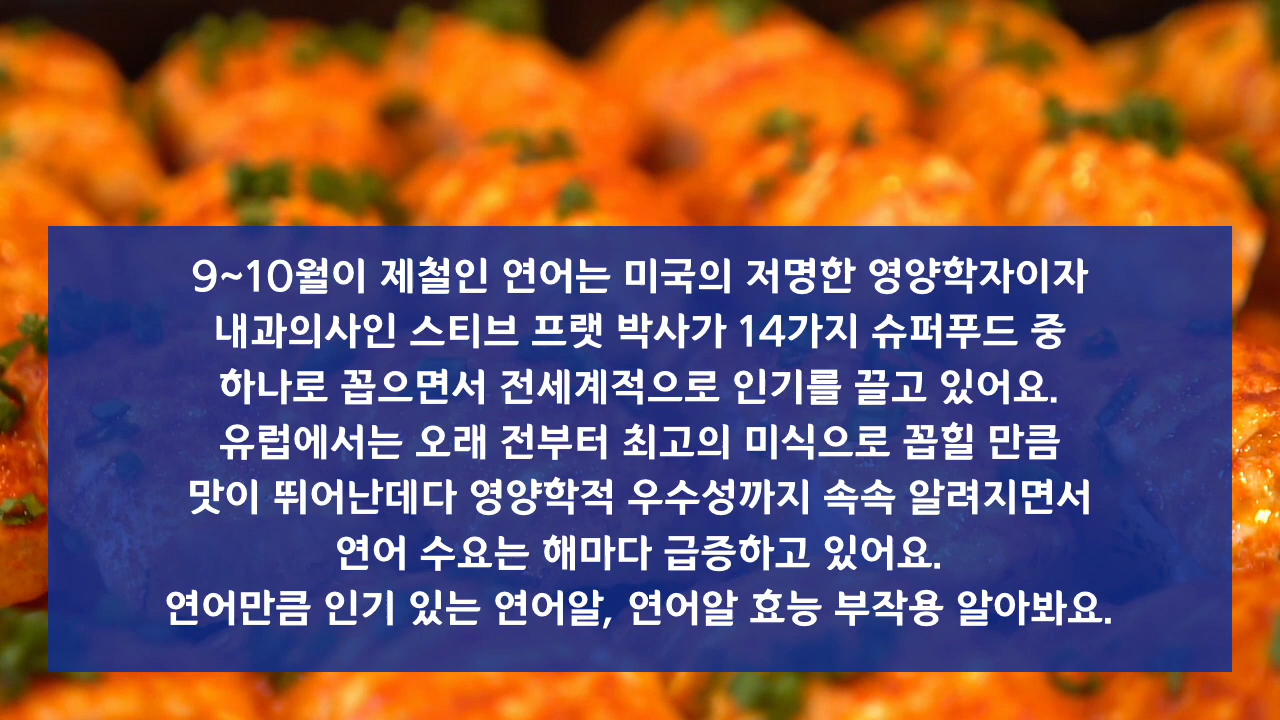 9~10월이 제철인 연어는 미국의 저명한 영양학자이자
내과의사인 스티브 프랫 박사가 14가지 슈퍼푸드 중
하나로 꼽으면서 전세계적으로 인기를 끌고 있어요.
유럽에서는 오래 전부터 최고의 미식으로 꼽힐 만큼
맛이 뛰어난데다 영양학적 우수성까지 속속 알려지면서
연어 수요는 해마다 급증하고 있어요.
연어만큼 인기 있는 연어알, 연어알 효능 부작용 알아봐요.